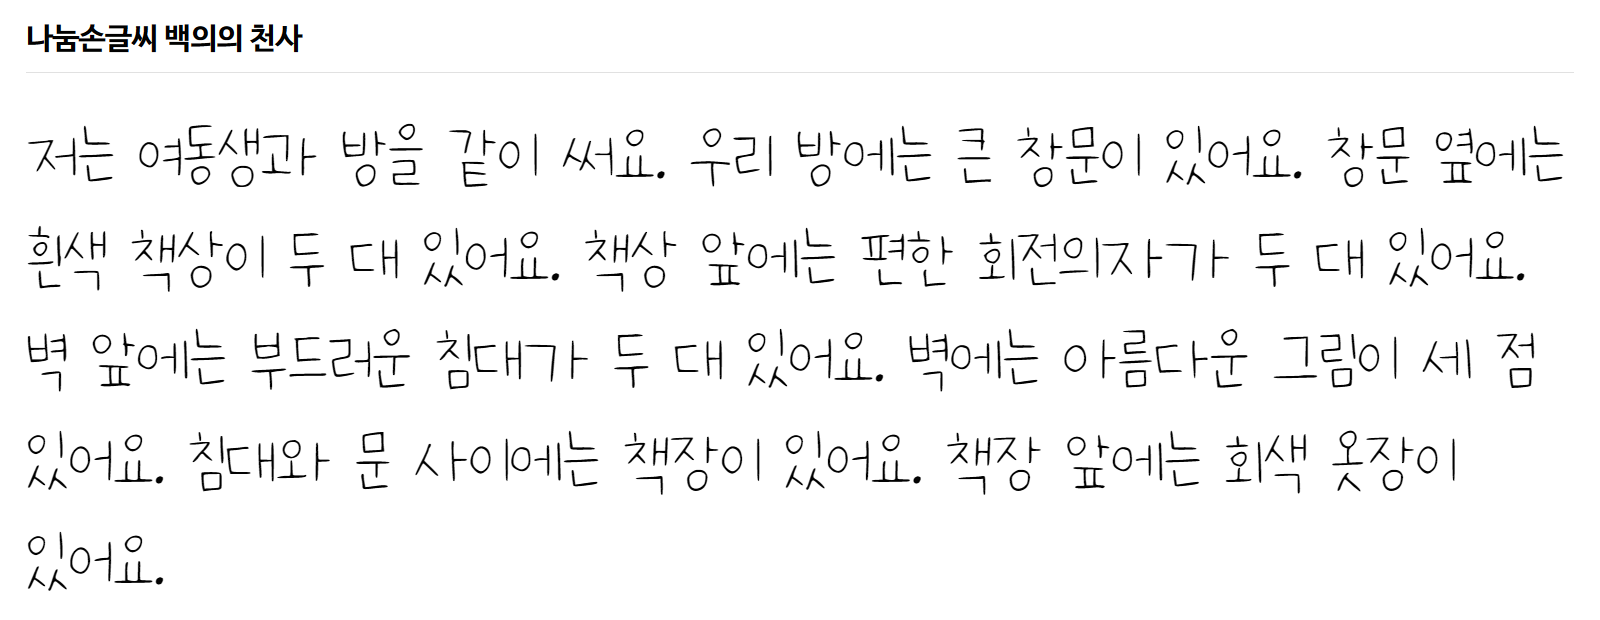 나눔손글씨 백의의 천사
저는 여동생과 방을 같이 써요. 우리 방에는 큰 창문이 있어요. 창문 옆에는
흰색 책상이 두 대 있어요. 책상 앞에는 편한 회전의자가 두 대 있어요.
벽 앞에는 부드러운 침대가 두 대 있어요. 벽에는 아름다운 그림이 세 점
있어요. 침대와 문 사이에는 책장이 있어요. 책장 앞에는 회색 옷장이
있어요.